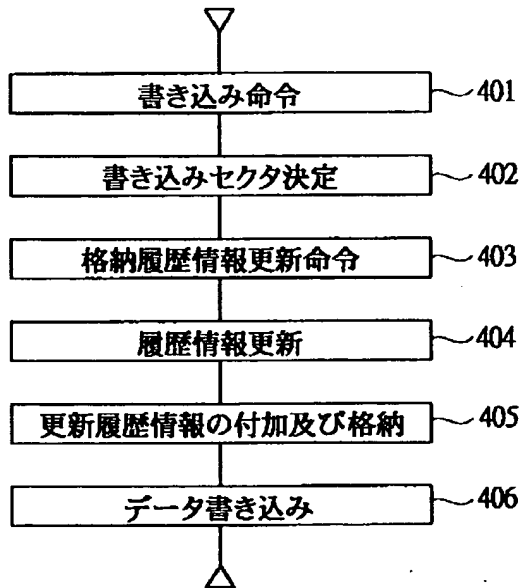 書き込み命令 401
書き込みセクタ決定 402
格納履歴情報更新命令 403
履歴情報更新 404
更新履歴情報の付加及び格納 405
データ書き込み 406